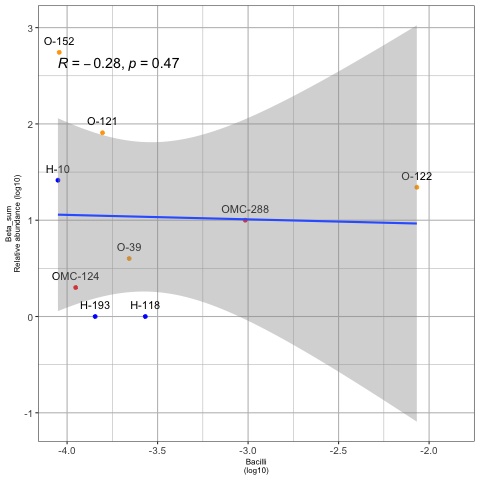 O-152
R = −0.28, p = 0.47
O-121
H-10
O-122
OMC-288
O-39
OMC-124
H-193
H-118
3
2
1
0
-1
Beta_sum
Relative abundance (log10)
-4.0
-3.5
-3.0
-2.5
-2.0
Bacilli
(log10)